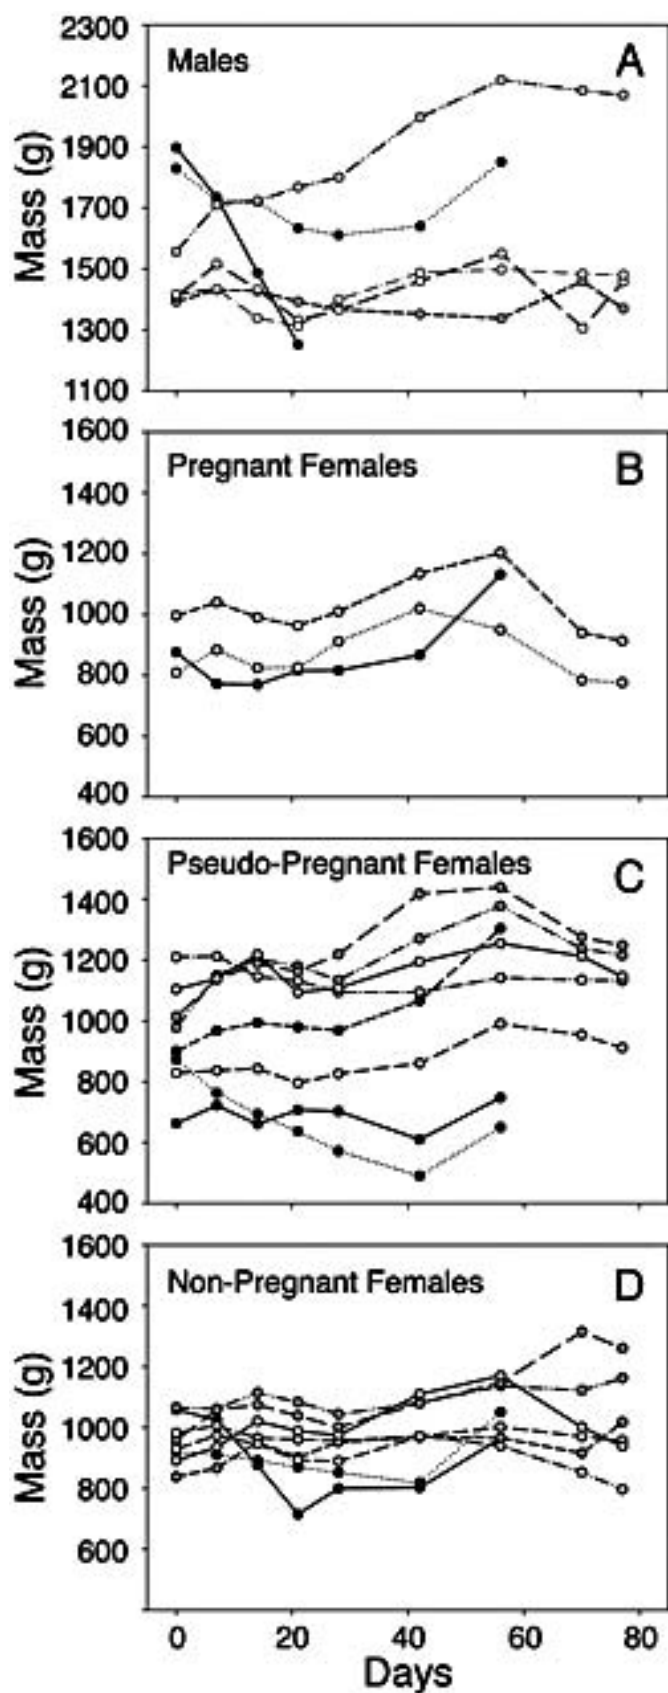 2300
Males
A
2100
1900
1700
1500
1300
1100
Mass (g)
1600
Pregnant Females
B
1400
1200
1000
800
600
400
Mass (g)
1600
Pseudo-Pregnant Females
C
1400
1200
1000
800
600
400
Mass (g)
1600
Non-Pregnant Females
D
1400
1200
1000
800
600
Mass (g)
0 20 40 60 80
Days